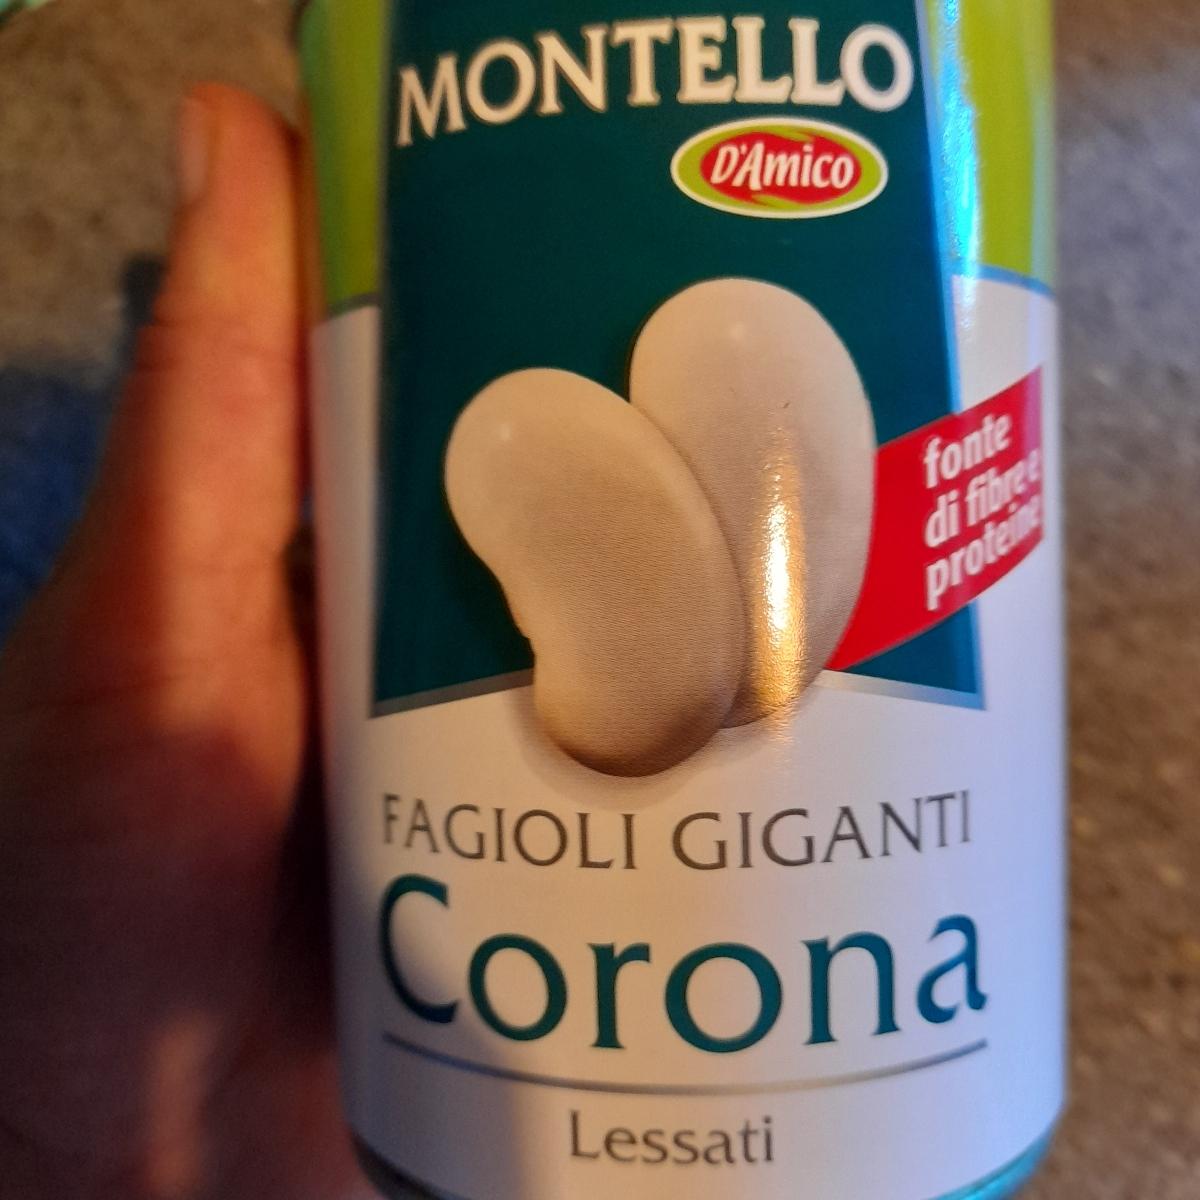 MONTELLO
D'Amico
fonte
di fibre e
proteine
FAGIOLI GIGANTI
Corona
Lessati